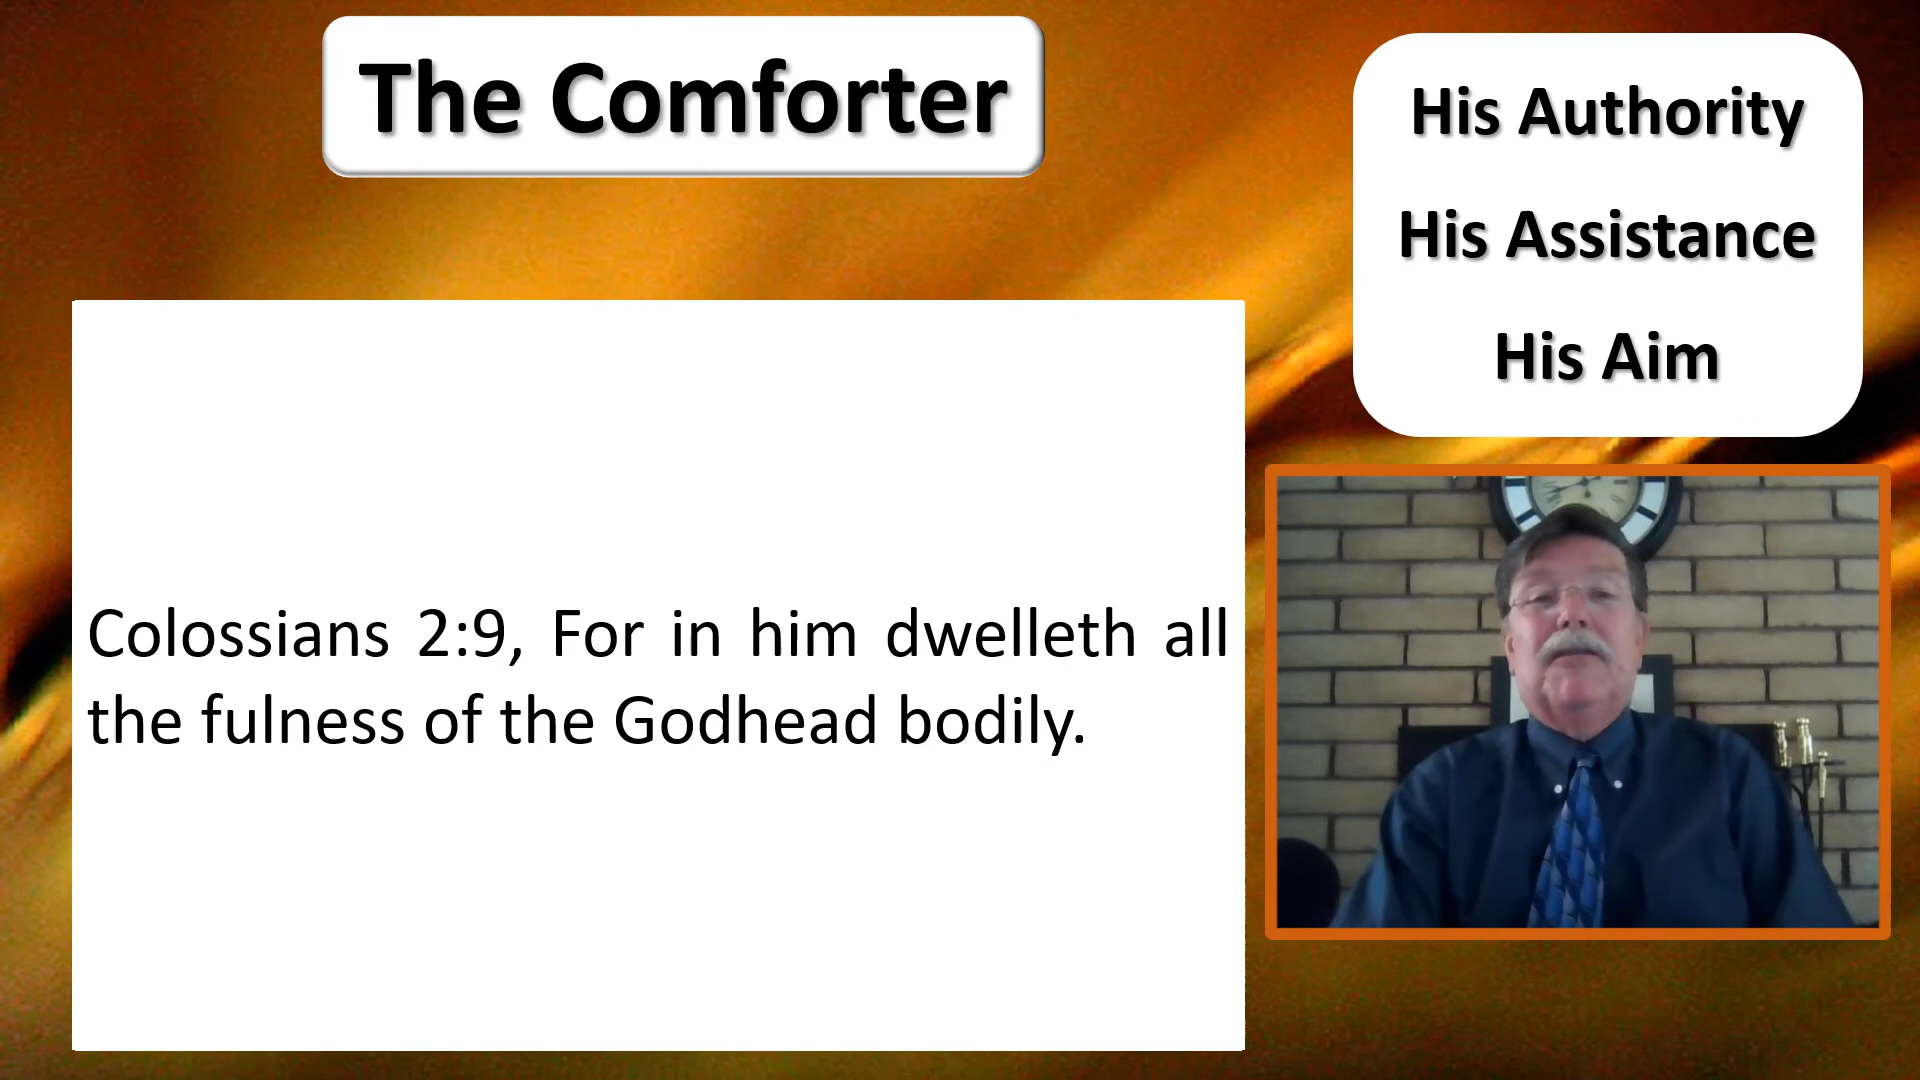 The Comforter
His Authority
His Assistance
His Aim
Colossians 2:9, For in him dwelleth all
the fulness of the Godhead bodily.